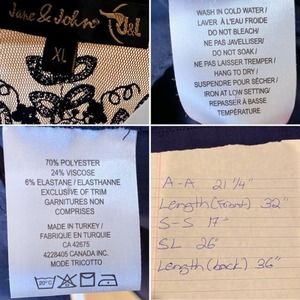 Jane & John
XL
WASH IN COLD WATER /
LAVER À L'EAU FROIDE
DO NOT BLEACH/
NE PAS JAVELLISER/
DO NOT SOAK /
NE PAS LAISSER TREMPER /
HANG TO DRY /
SUSPENDRE POUR SÉCHER /
IRON AT LOW SETTING/
REPASSER À BASSE
TEMPÉRATURE
70% POLYESTER
24% VISCOSE
6% ELASTANE / ELASTHANNE
EXCLUSIVE OF TRIM
GARNITURES NON
COMPRISES
MADE IN TURKEY /
FABRIQUE EN TURQUIE
CA 42675
4228405 CANADA INC.
MODE TRICOTTO
20°C
A-A 21 1/4"
Length (front) 32"
S-S 17"
SL 26"
Length (back) 36"